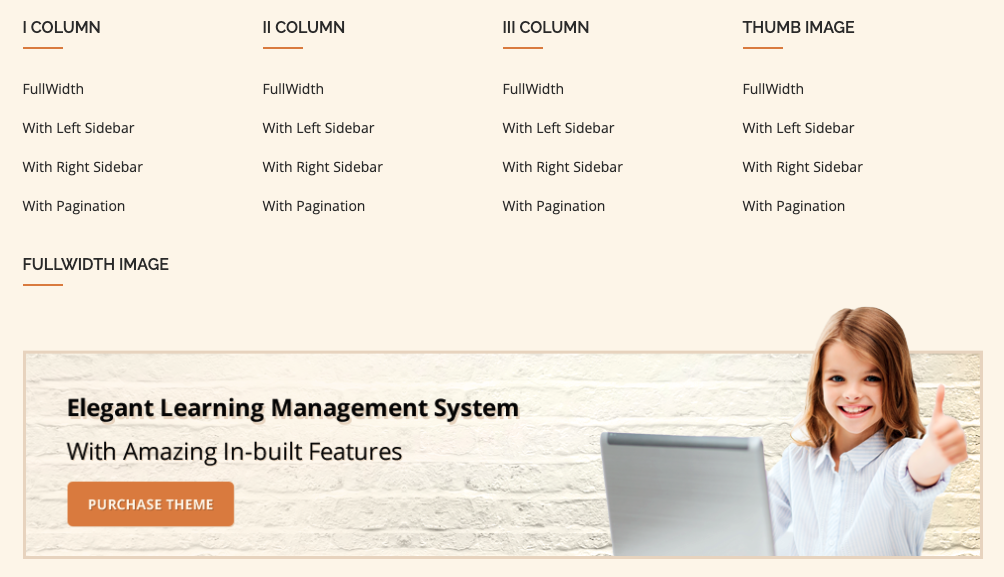 I COLUMN
FullWidth
With Left Sidebar
With Right Sidebar
With Pagination
II COLUMN
FullWidth
With Left Sidebar
With Right Sidebar
With Pagination
III COLUMN
FullWidth
With Left Sidebar
With Right Sidebar
With Pagination
THUMB IMAGE
FullWidth
With Left Sidebar
With Right Sidebar
With Pagination
FULLWIDTH IMAGE
Elegant Learning Management System
With Amazing In-built Features
PURCHASE THEME